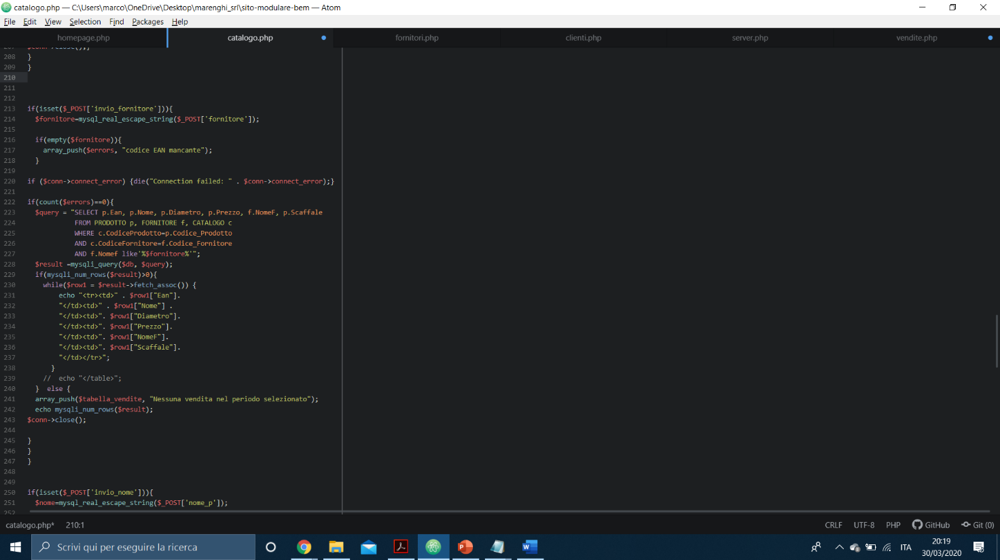 catalogo.php — C:\Users\marco\OneDrive\Desktop\marenghi_srl\sito-modulare-bem — Atom
File Edit View Selection Find Packages Help
homepage.php catalogo.php fornitori.php clienti.php server.php vendite.php
208 }
209 }
210
211
212
213 if(isset($_POST['invio_fornitore'])){
214 $fornitore=mysql_real_escape_string($_POST['fornitore']);
215
216 if(empty($fornitore)){
217 array_push($errors, "codice EAN mancante");
218 }
219
220 if ($conn->connect_error) {die("Connection failed: " . $conn->connect_error);}
221
222 if(count($errors)==0){
223 $query = "SELECT p.Ean, p.Nome, p.Diametro, p.Prezzo, f.NomeF, p.Scaffale
224 FROM PRODOTTO p, FORNITORE f, CATALOGO c
225 WHERE c.CodiceProdotto=p.Codice_Prodotto
226 AND c.CodiceFornitore=f.Codice_Fornitore
227 AND f.Nomef like'%$fornitore%'";
228 $result =mysqli_query($db, $query);
229 if(mysqli_num_rows($result)>0){
230 while($row1 = $result->fetch_assoc()) {
231 echo "<tr><td>" . $row1["Ean"].
232 "</td><td>" . $row1["Nome"] .
233 "</td><td>". $row1["Diametro"].
234 "</td><td>". $row1["Prezzo"].
235 "</td><td>". $row1["NomeF"].
236 "</td><td>". $row1["Scaffale"].
237 "</td></tr>";
238 }
239 // echo "</table>";
240 } else {
241 array_push($tabella_vendite, "Nessuna vendita nel periodo selezionato");
242 echo mysqli_num_rows($result);
243 $conn->close();
244
245 }
246 }
247 }
248
249
250 if(isset($_POST['invio_nome'])){
251 $nome=mysql_real_escape_string($_POST['nome_p']);
252
catalogo.php* 210:1 CRLF UTF-8 PHP GitHub Git (0)
Scrivi qui per eseguire la ricerca ITA 20:19
30/03/2020